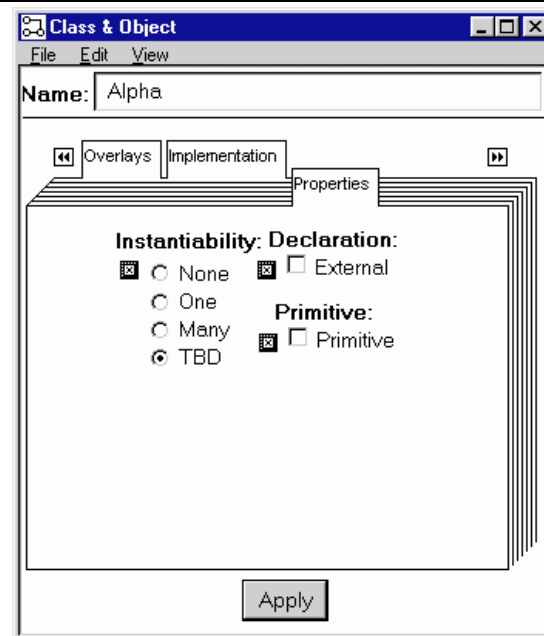 Class & Object
File Edit View
Name: Alpha
Overlays Implementation
Properties
Instantiability: Declaration:
None External
One
Primitive:
Many Primitive
TBD
Apply